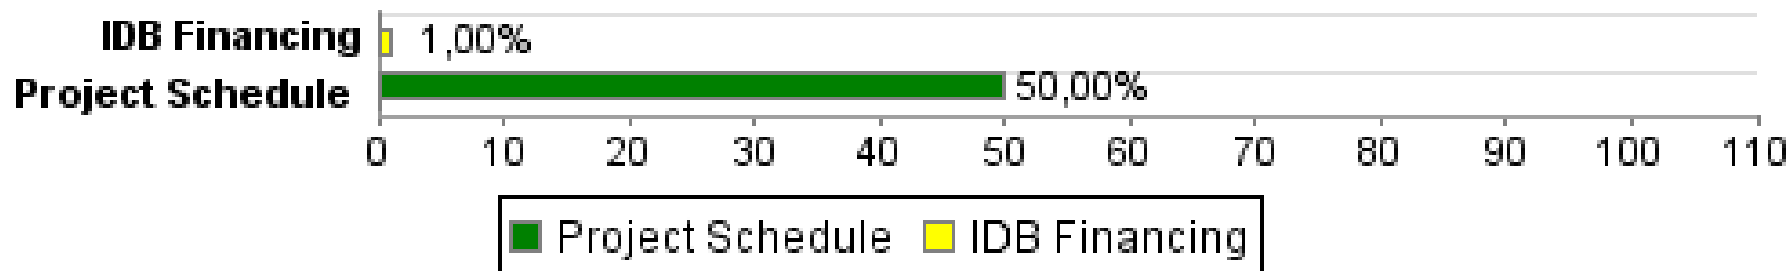 IDB Financing 1,00%
Project Schedule 50,00%
0 10 20 30 40 50 60 70 80 90 100 110
Project Schedule IDB Financing